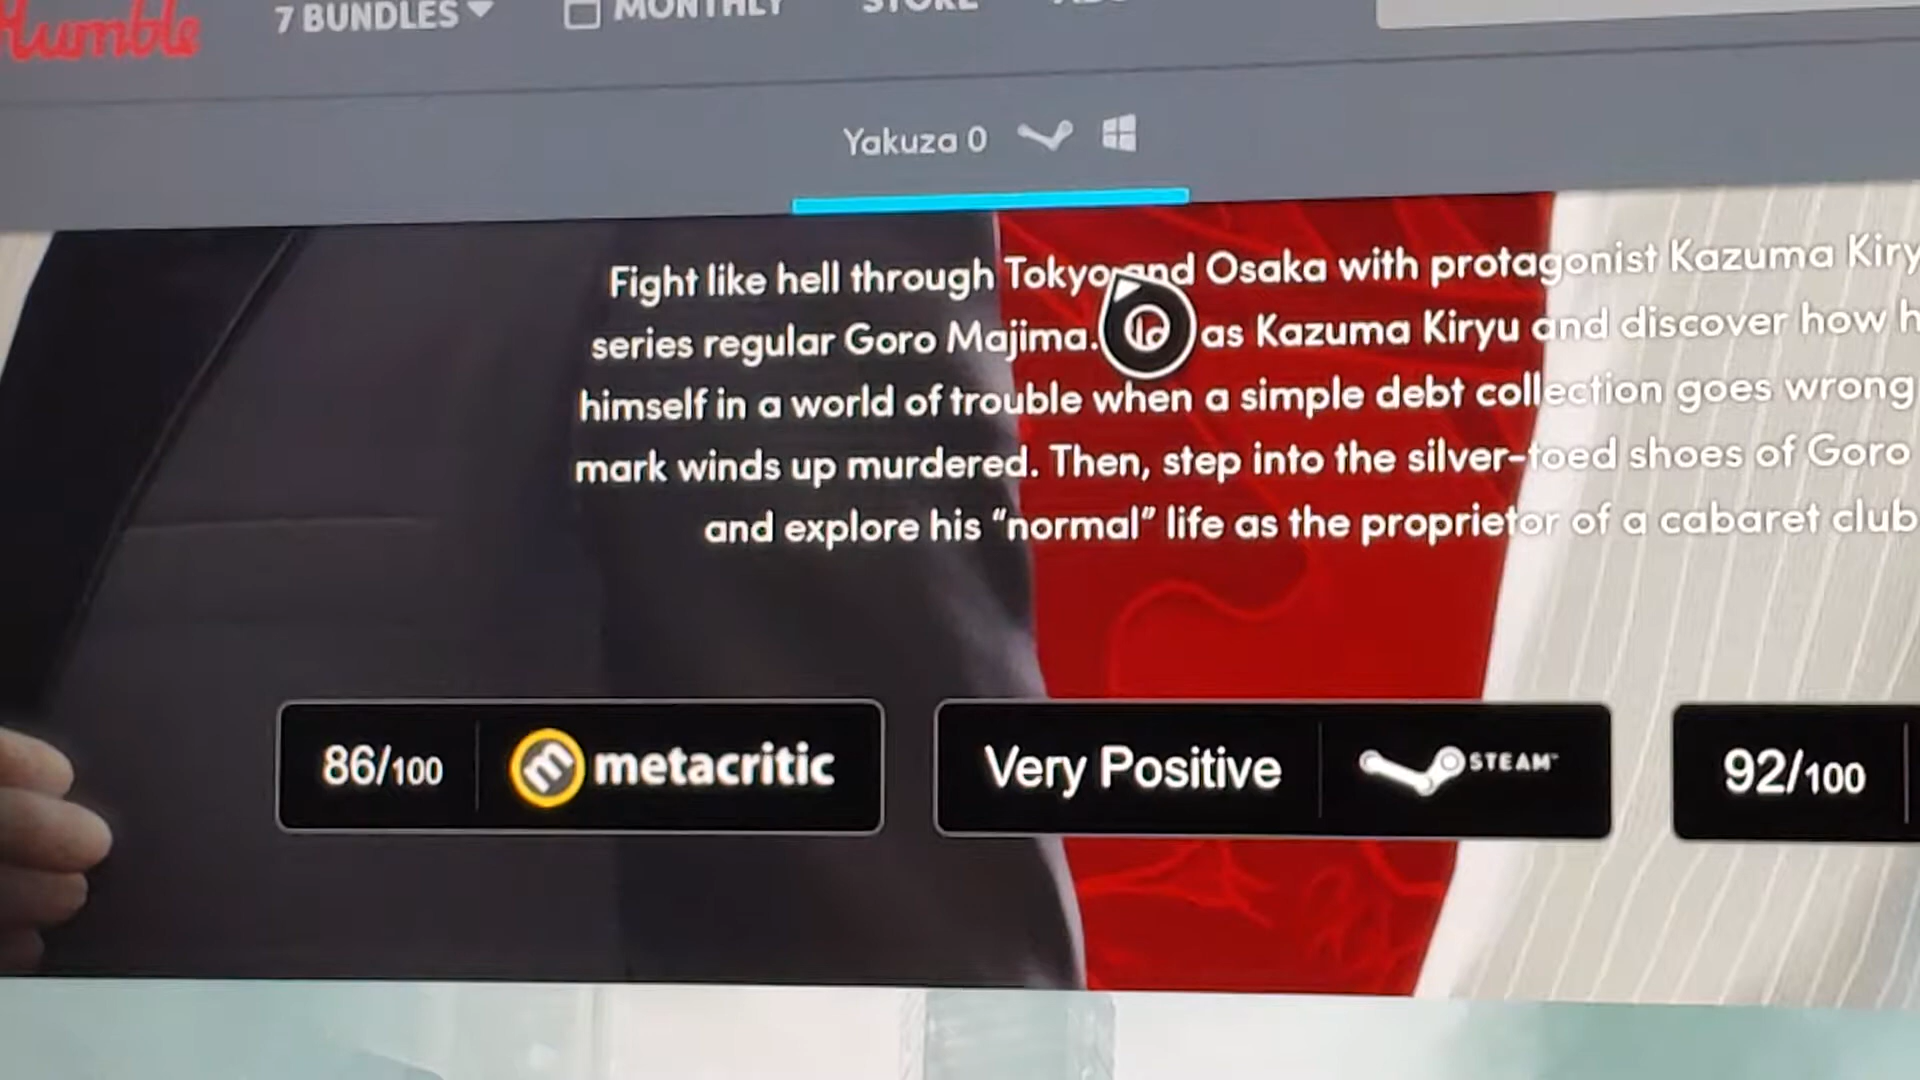 Humble
7 BUNDLES
MONTHLY
STORE
Yakuza 0
Fight like hell through Tokyo and Osaka with protagonist Kazuma Kiry
series regular Goro Majima. as Kazuma Kiryu and discover how h
himself in a world of trouble when a simple debt collection goes wrong
mark winds up murdered. Then, step into the silver-toed shoes of Goro
and explore his “normal” life as the proprietor of a cabaret club
86/100
metacritic
Very Positive
STEAM™
92/100